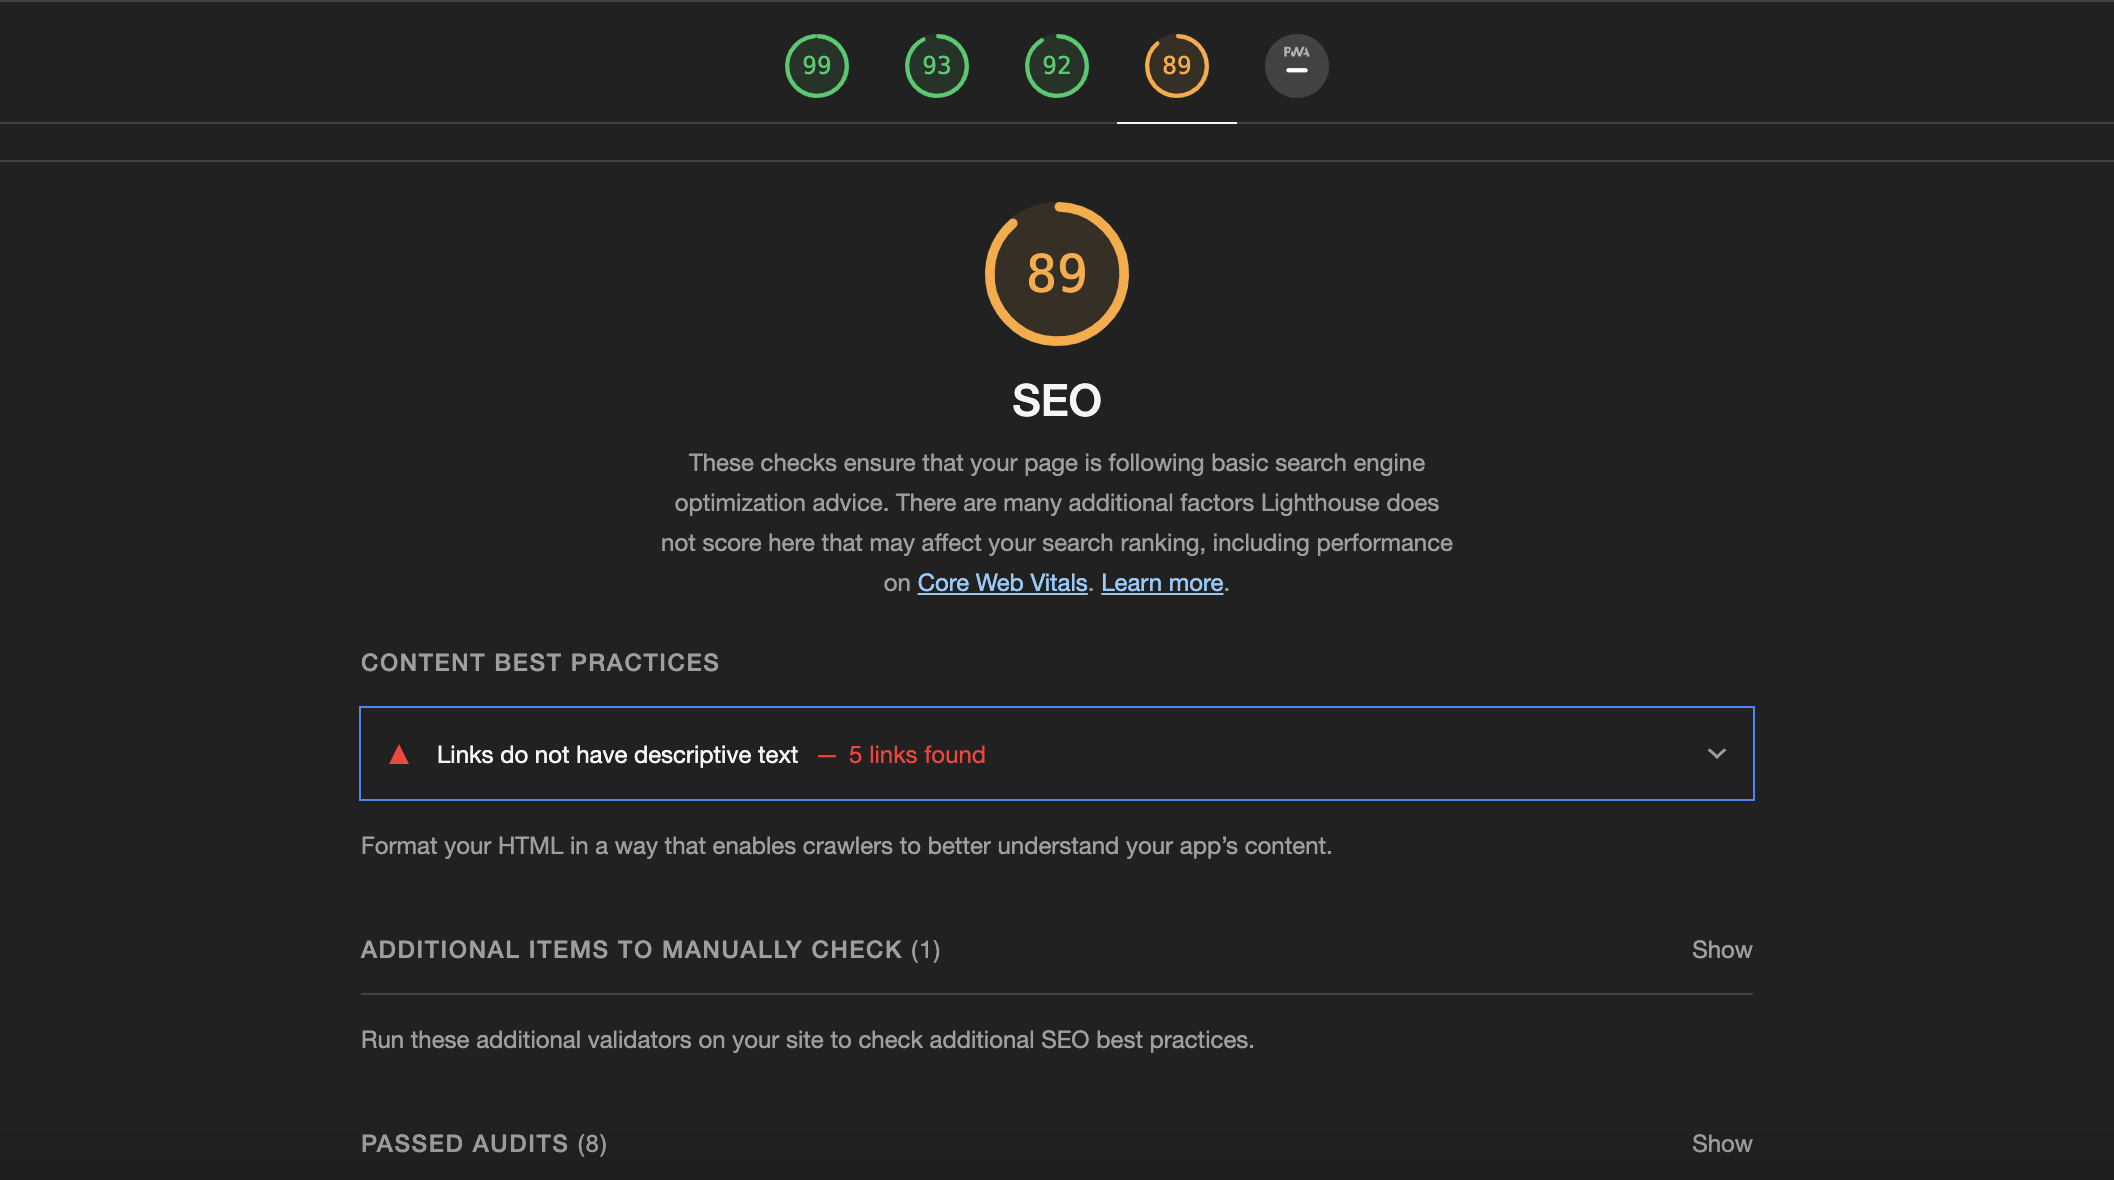 99 93 92 89 PWA
89
SEO
These checks ensure that your page is following basic search engine
optimization advice. There are many additional factors Lighthouse does
not score here that may affect your search ranking, including performance
on Core Web Vitals. Learn more.
CONTENT BEST PRACTICES
Links do not have descriptive text — 5 links found
Format your HTML in a way that enables crawlers to better understand your app’s content.
ADDITIONAL ITEMS TO MANUALLY CHECK (1) Show
Run these additional validators on your site to check additional SEO best practices.
PASSED AUDITS (8) Show